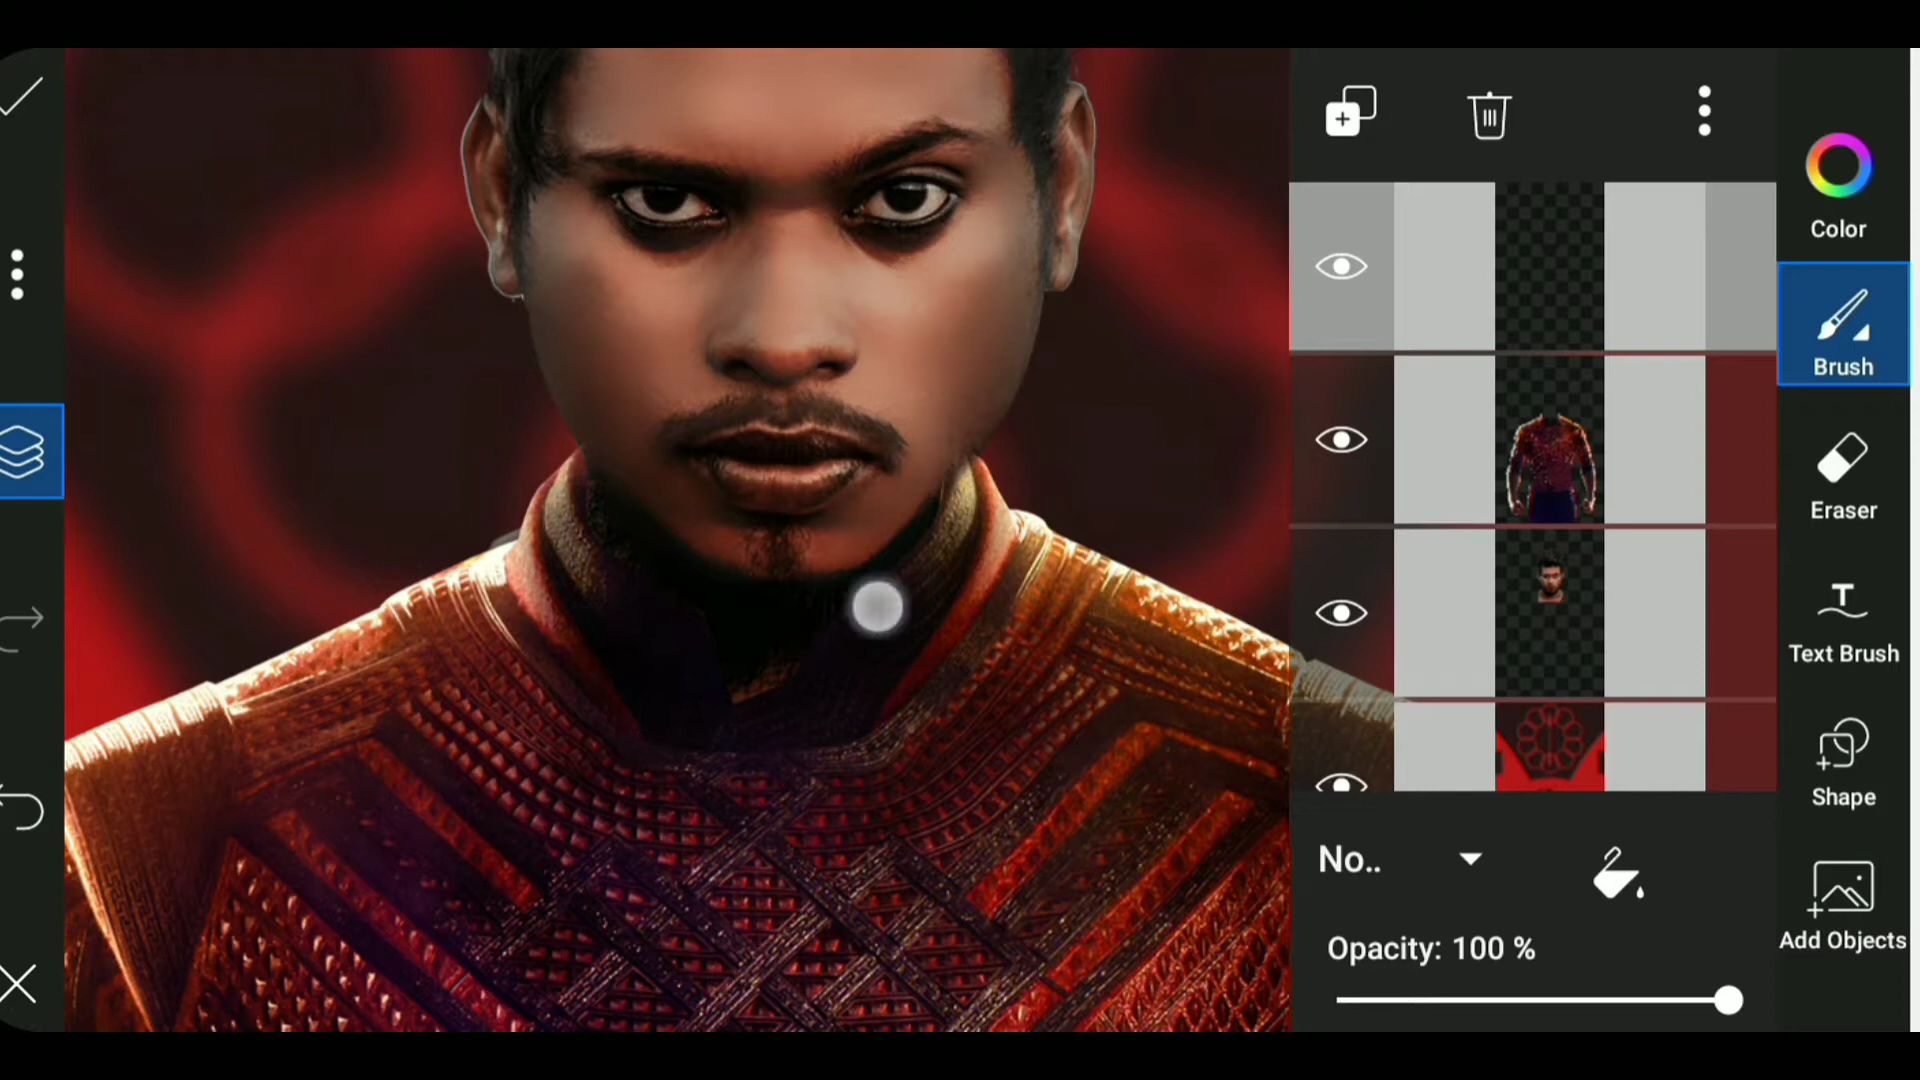 Color
Brush
Eraser
T
Text Brush
Shape
Add Objects
No..
Opacity: 100 %